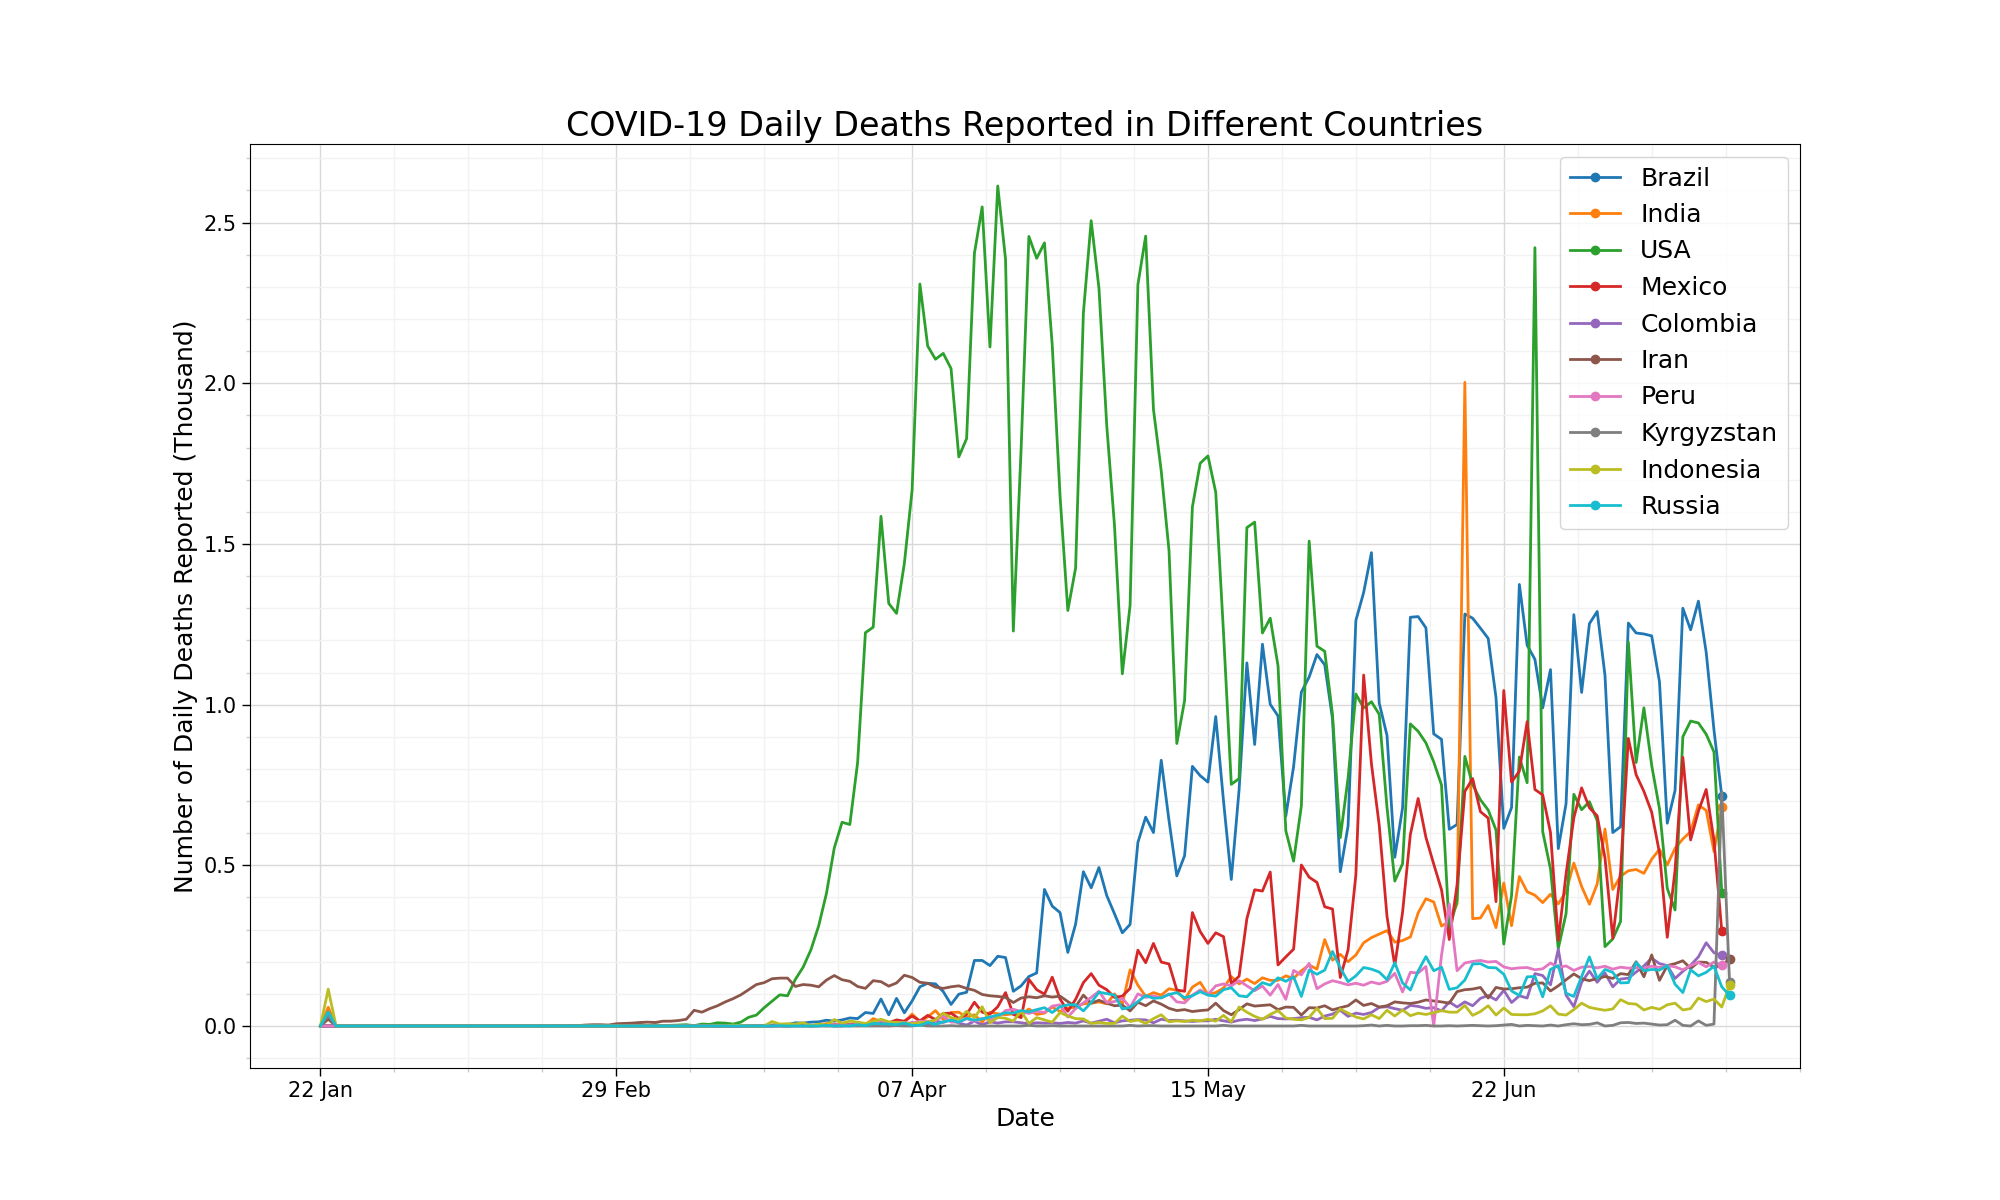 COVID-19 Daily Deaths Reported in Different Countries
Number of Daily Deaths Reported (Thousand)
2.5
2.0
1.5
1.0
0.5
0.0
Brazil
India
USA
Mexico
Colombia
Iran
Peru
Kyrgyzstan
Indonesia
Russia
22 Jan
29 Feb
07 Apr
15 May
22 Jun
Date